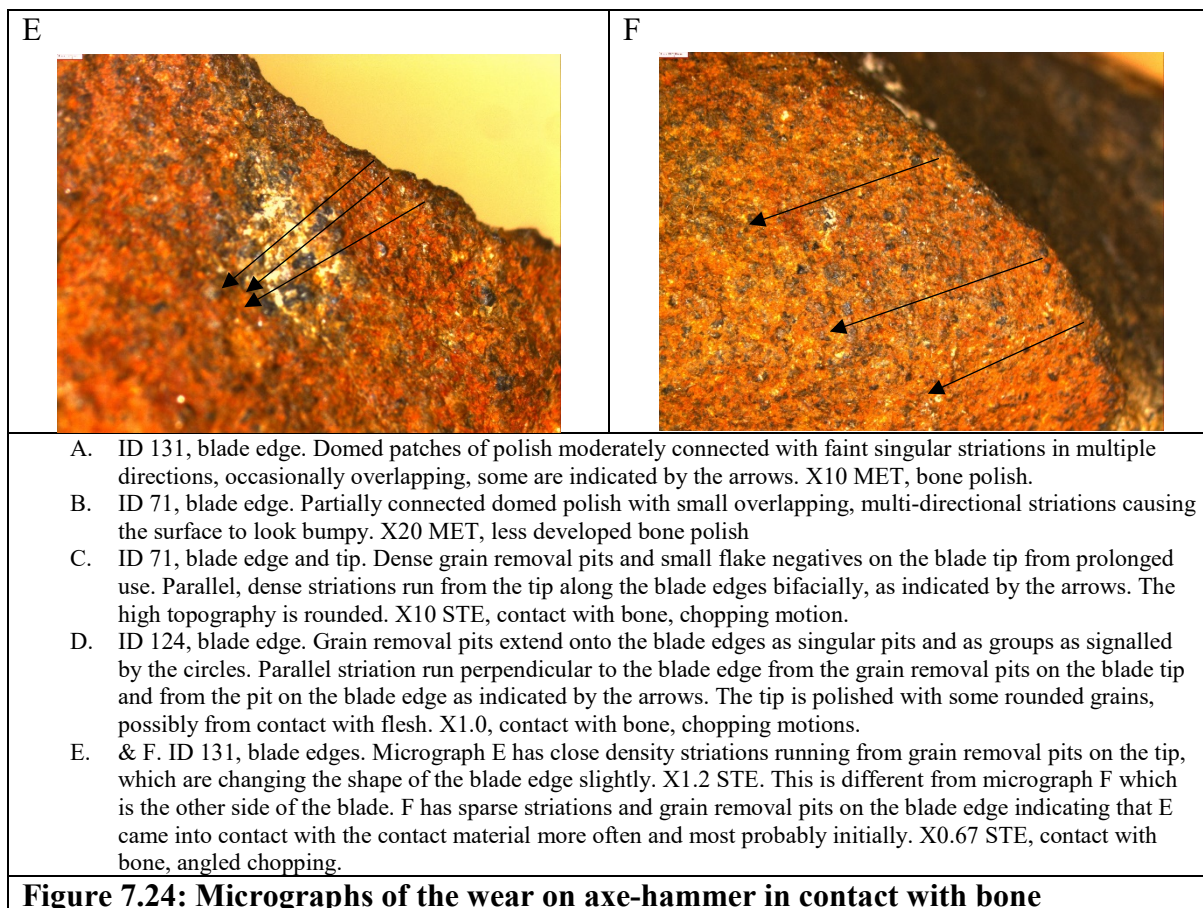 E
F
A. ID 131, blade edge. Domed patches of polish moderately connected with faint singular striations in multiple
directions, occasionally overlapping, some are indicated by the arrows. X10 MET, bone polish.
B. ID 71, blade edge. Partially connected domed polish with small overlapping, multi-directional striations causing
the surface to look bumpy. X20 MET, less developed bone polish
C. ID 71, blade edge and tip. Dense grain removal pits and small flake negatives on the blade tip from prolonged
use. Parallel, dense striations run from the tip along the blade edges bifacially, as indicated by the arrows. The
high topography is rounded. X10 STE, contact with bone, chopping motion.
D. ID 124, blade edge. Grain removal pits extend onto the blade edges as singular pits and as groups as signalled
by the circles. Parallel striation run perpendicular to the blade edge from the grain removal pits on the blade tip
and from the pit on the blade edge as indicated by the arrows. The tip is polished with some rounded grains,
possibly from contact with flesh. X1.0, contact with bone, chopping motions.
E. & F. ID 131, blade edges. Micrograph E has close density striations running from grain removal pits on the tip,
which are changing the shape of the blade edge slightly. X1.2 STE. This is different from micrograph F which
is the other side of the blade. F has sparse striations and grain removal pits on the blade edge indicating that E
came into contact with the contact material more often and most probably initially. X0.67 STE, contact with
bone, angled chopping.
Figure 7.24: Micrographs of the wear on axe-hammer in contact with bone